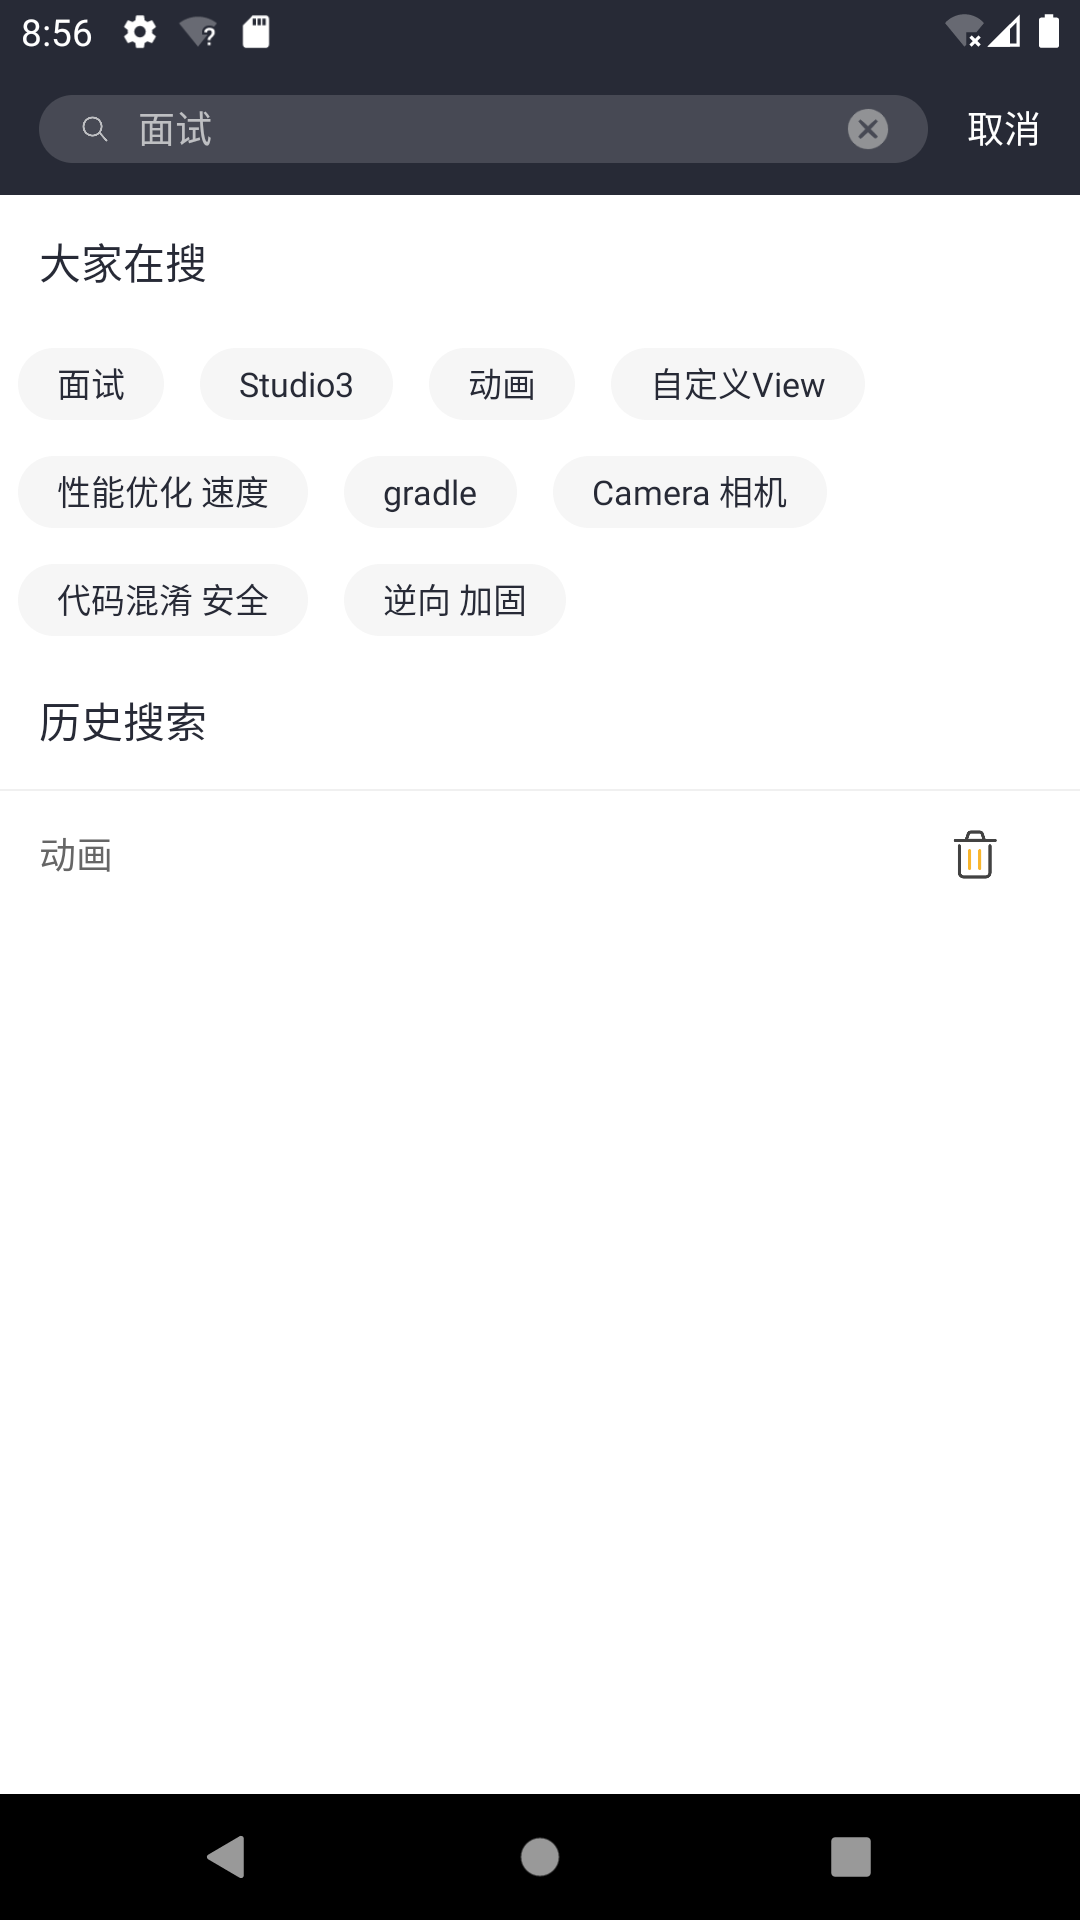 8:56
面试
取消
大家在搜
面试 Studio3 动画 自定义View
性能优化 速度 gradle Camera 相机
代码混淆 安全 逆向 加固
历史搜索
动画